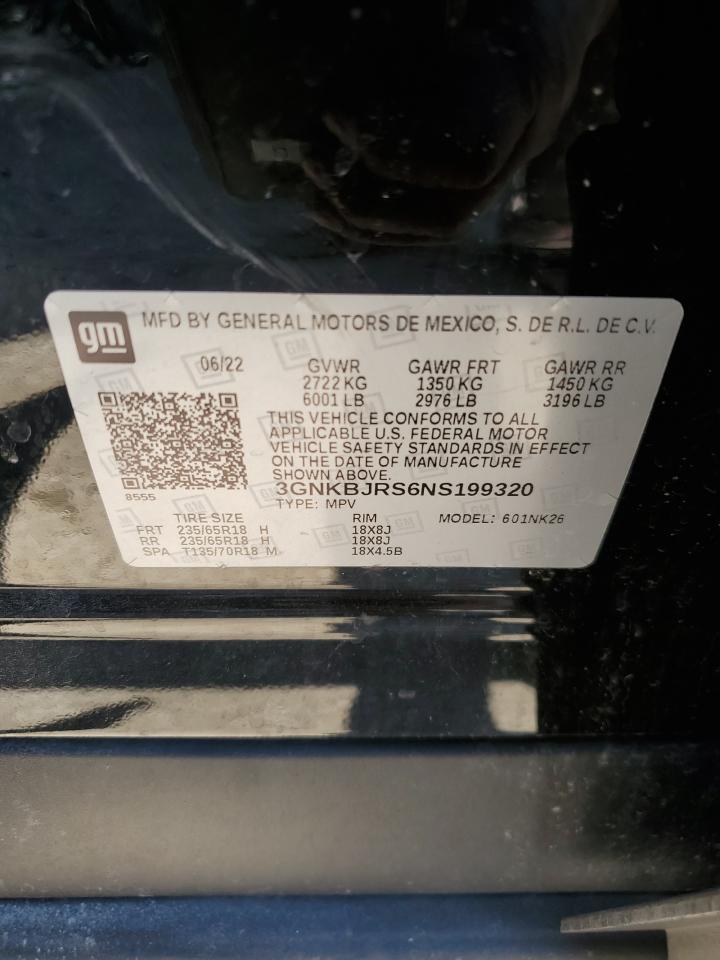 gm MFD BY GENERAL MOTORS DE MEXICO, S. DE R.L. DE C.V.
06/22 GVWR GAWR FRT GAWR RR
2722 KG 1350 KG 1450 KG
6001 LB 2976 LB 3196 LB
THIS VEHICLE CONFORMS TO ALL
APPLICABLE U.S. FEDERAL MOTOR
VEHICLE SAFETY STANDARDS IN EFFECT
ON THE DATE OF MANUFACTURE
SHOWN ABOVE.
8555 3GNKBJRS6NS199320
TYPE: MPV
TIRE SIZE RIM MODEL: 601NK26
FRT 235/65R18 H 18X8J
RR 235/65R18 H 18X8J
SPA T135/70R18 M 18X4.5B